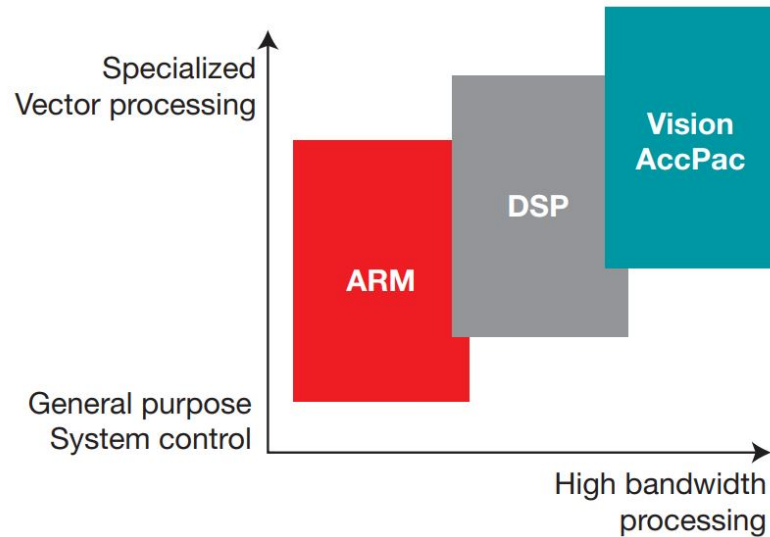 Specialized
Vector processing
Vision
AccPac
DSP
ARM
General purpose
System control
High bandwidth
processing